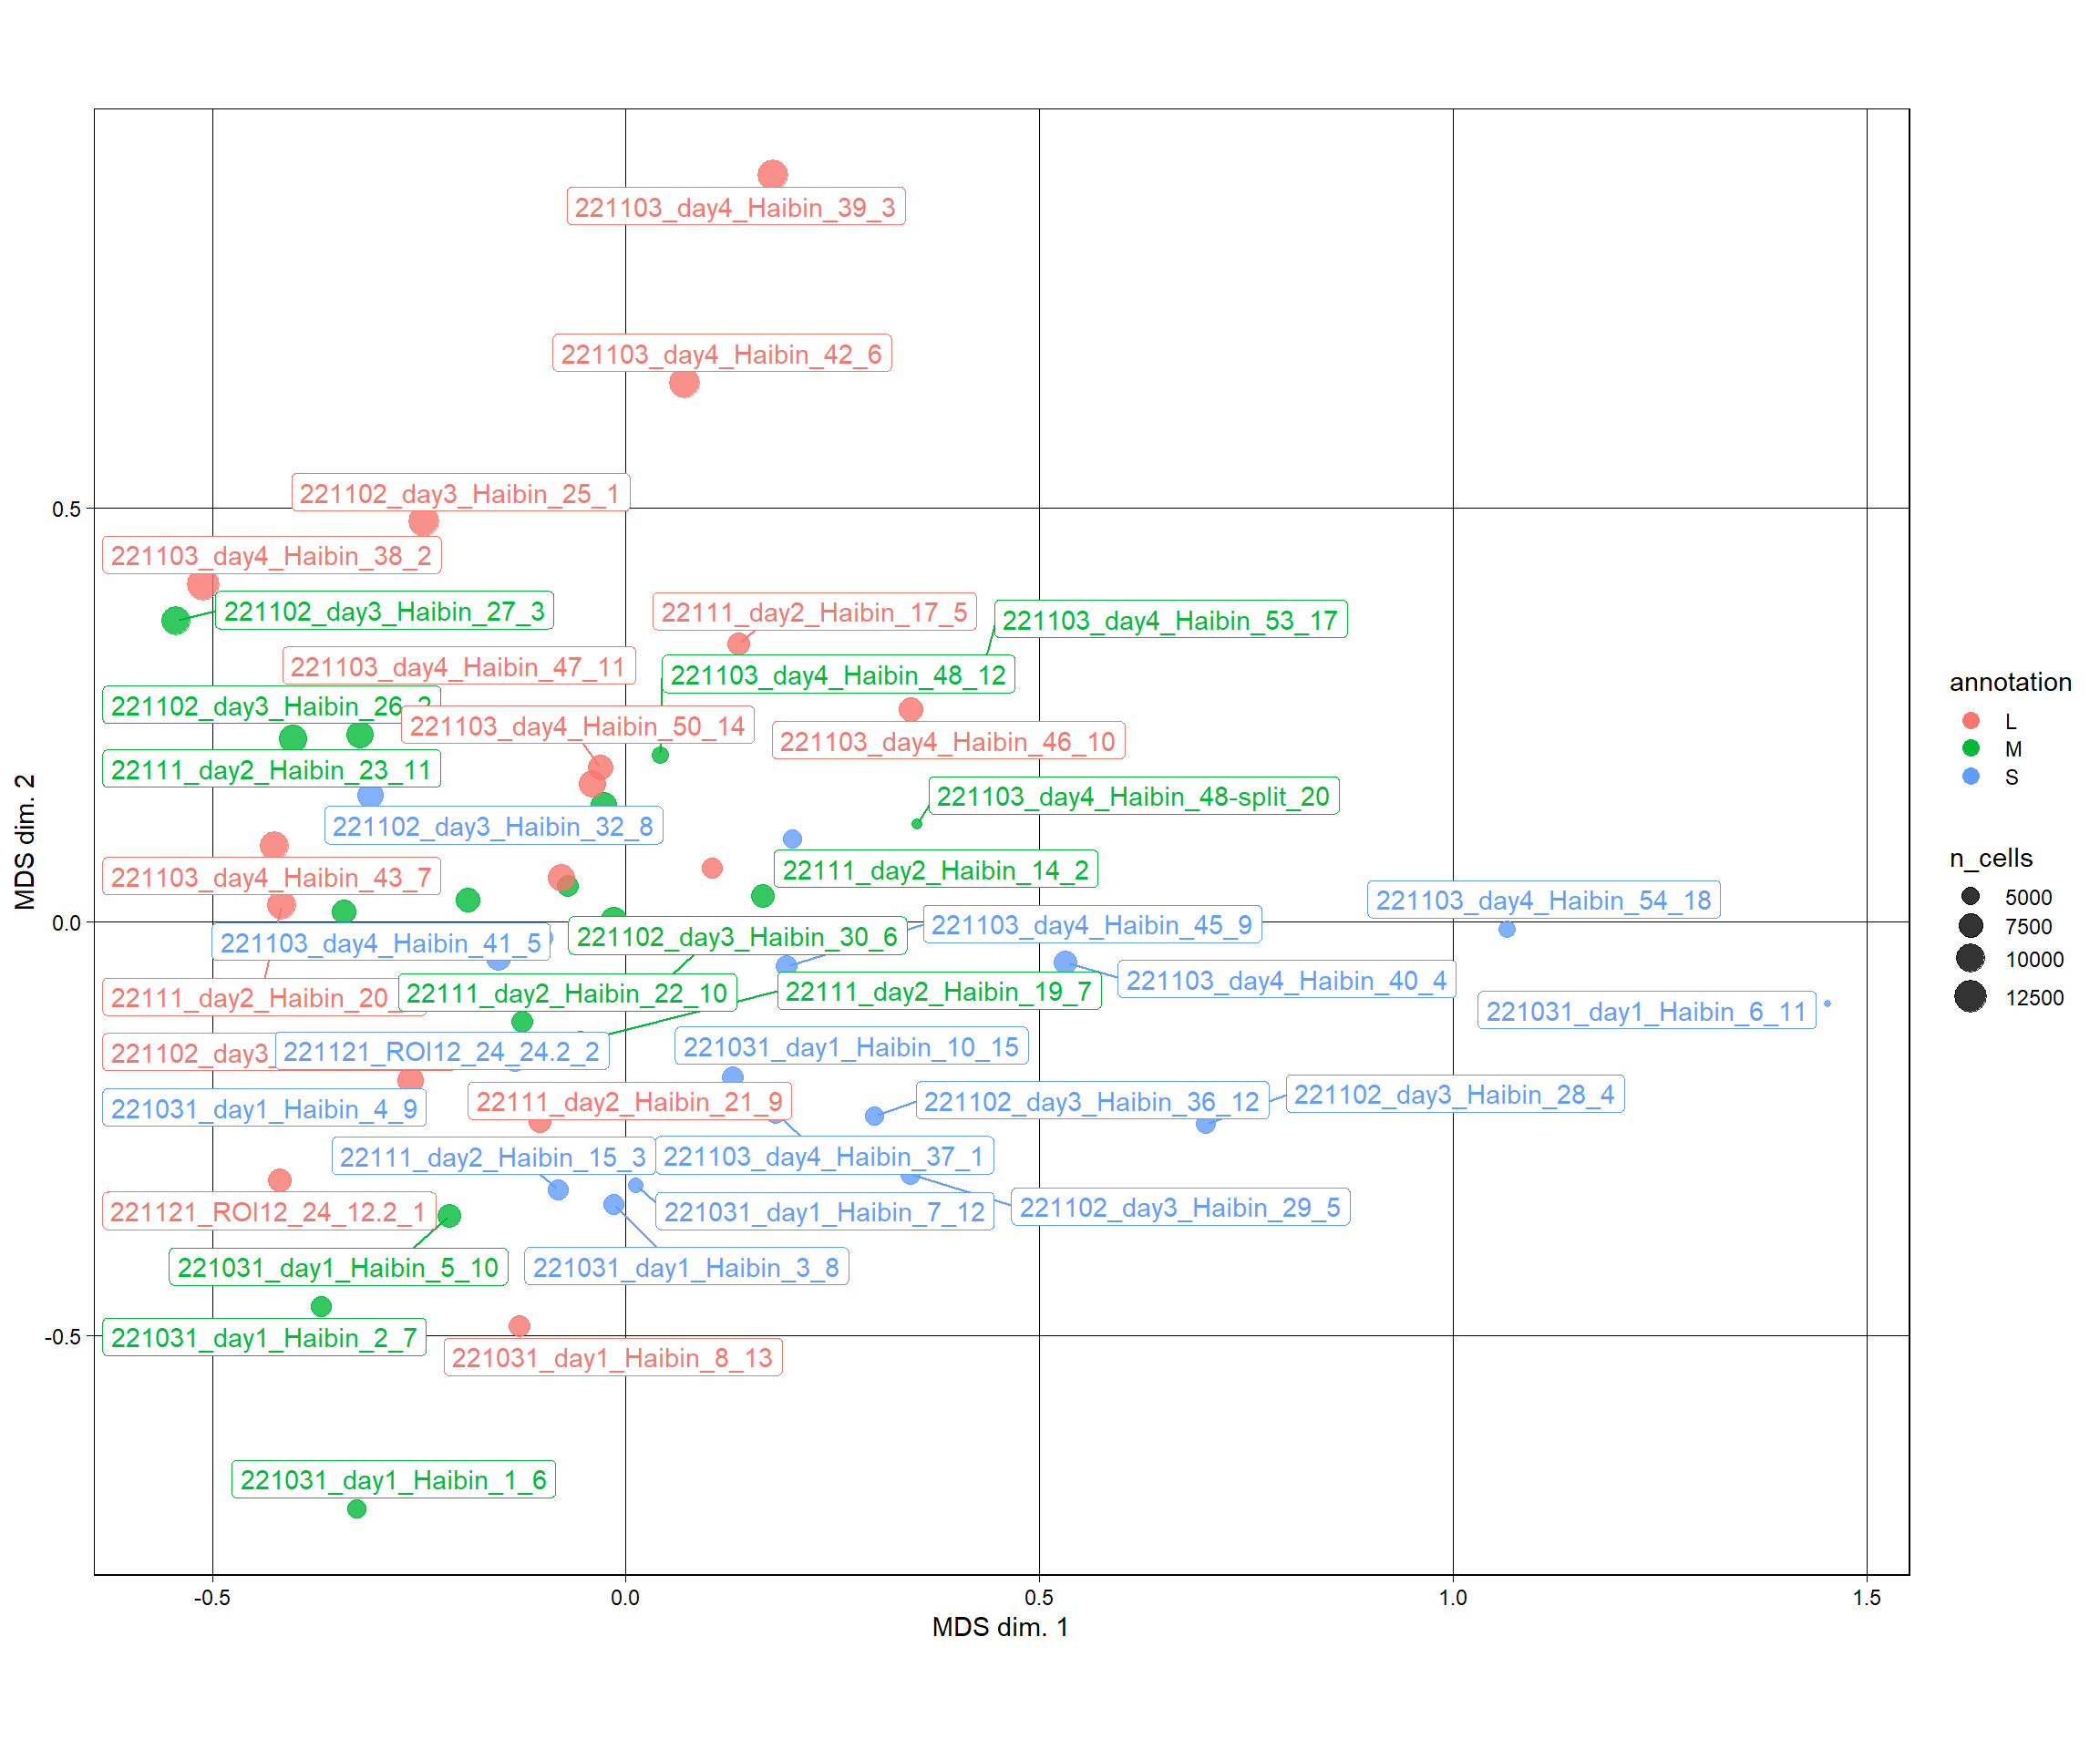 221103_day4_Haibin_39_3
221103_day4_Haibin_42_6
221102_day3_Haibin_25_1
0.5
221103_day4_Haibin_38_2
221102_day3_Haibin_27_3
22111_day2_Haibin_17_5
221103_day4_Haibin_53_17
221103_day4_Haibin_47_11
221103_day4_Haibin_48_12
221102_day3_Haibin_26_2
221103_day4_Haibin_50_14
221103_day4_Haibin_46_10
22111_day2_Haibin_23_11
221103_day4_Haibin_48-split_20
221102_day3_Haibin_32_8
MDS dim. 2
221103_day4_Haibin_43_7
22111_day2_Haibin_14_2
221103_day4_Haibin_54_18
0.0
221103_day4_Haibin_41_5
221102_day3_Haibin_30_6
221103_day4_Haibin_45_9
221103_day4_Haibin_40_4
22111_day2_Haibin_20
22111_day2_Haibin_22_10
22111_day2_Haibin_19_7
221031_day1_Haibin_6_11
221102_day3
221121_ROI12_24_24.2_2
221031_day1_Haibin_10_15
221031_day1_Haibin_4_9
22111_day2_Haibin_21_9
221102_day3_Haibin_36_12
221102_day3_Haibin_28_4
22111_day2_Haibin_15_3
221103_day4_Haibin_37_1
221121_ROI12_24_12.2_1
221031_day1_Haibin_7_12
221102_day3_Haibin_29_5
221031_day1_Haibin_5_10
221031_day1_Haibin_3_8
-0.5
221031_day1_Haibin_2_7
221031_day1_Haibin_8_13
221031_day1_Haibin_1_6
-0.5
0.0
0.5
1.0
1.5
MDS dim. 1
annotation
L
M
S
n_cells
5000
7500
10000
12500